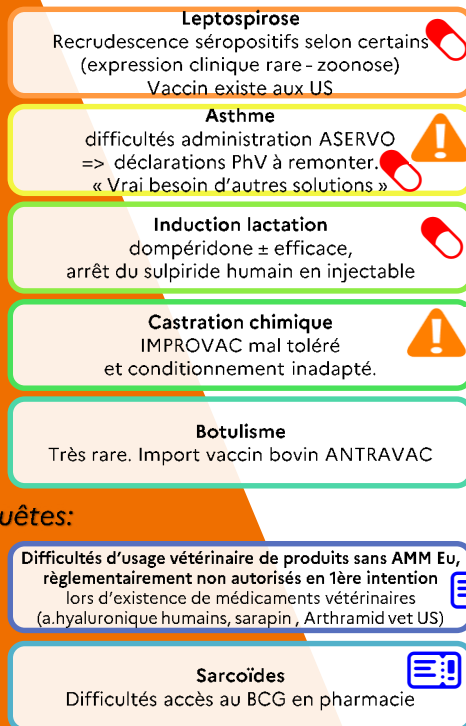 Leptospirose
Recrudescence séropositifs selon certains
(expression clinique rare - zoonose)
Vaccin existe aux US
Asthme
difficultés administration ASERVO
=> déclarations PhV à remonter.
« Vrai besoin d'autres solutions »
Induction lactation
dompéridone ± efficace,
arrêt du sulpiride humain en injectable
Castration chimique
IMPROVAC mal toléré
et conditionnement inadapté.
Botulisme
Très rare. Import vaccin bovin ANTRAVAC
uêtes:
Difficultés d'usage vétérinaire de produits sans AMM Eu,
règlementairement non autorisés en 1ère intention
lors d'existence de médicaments vétérinaires
(a.hyaluronique humains, sarapin , Arthramid vet US)
Sarcoïdes
Difficultés accès au BCG en pharmacie